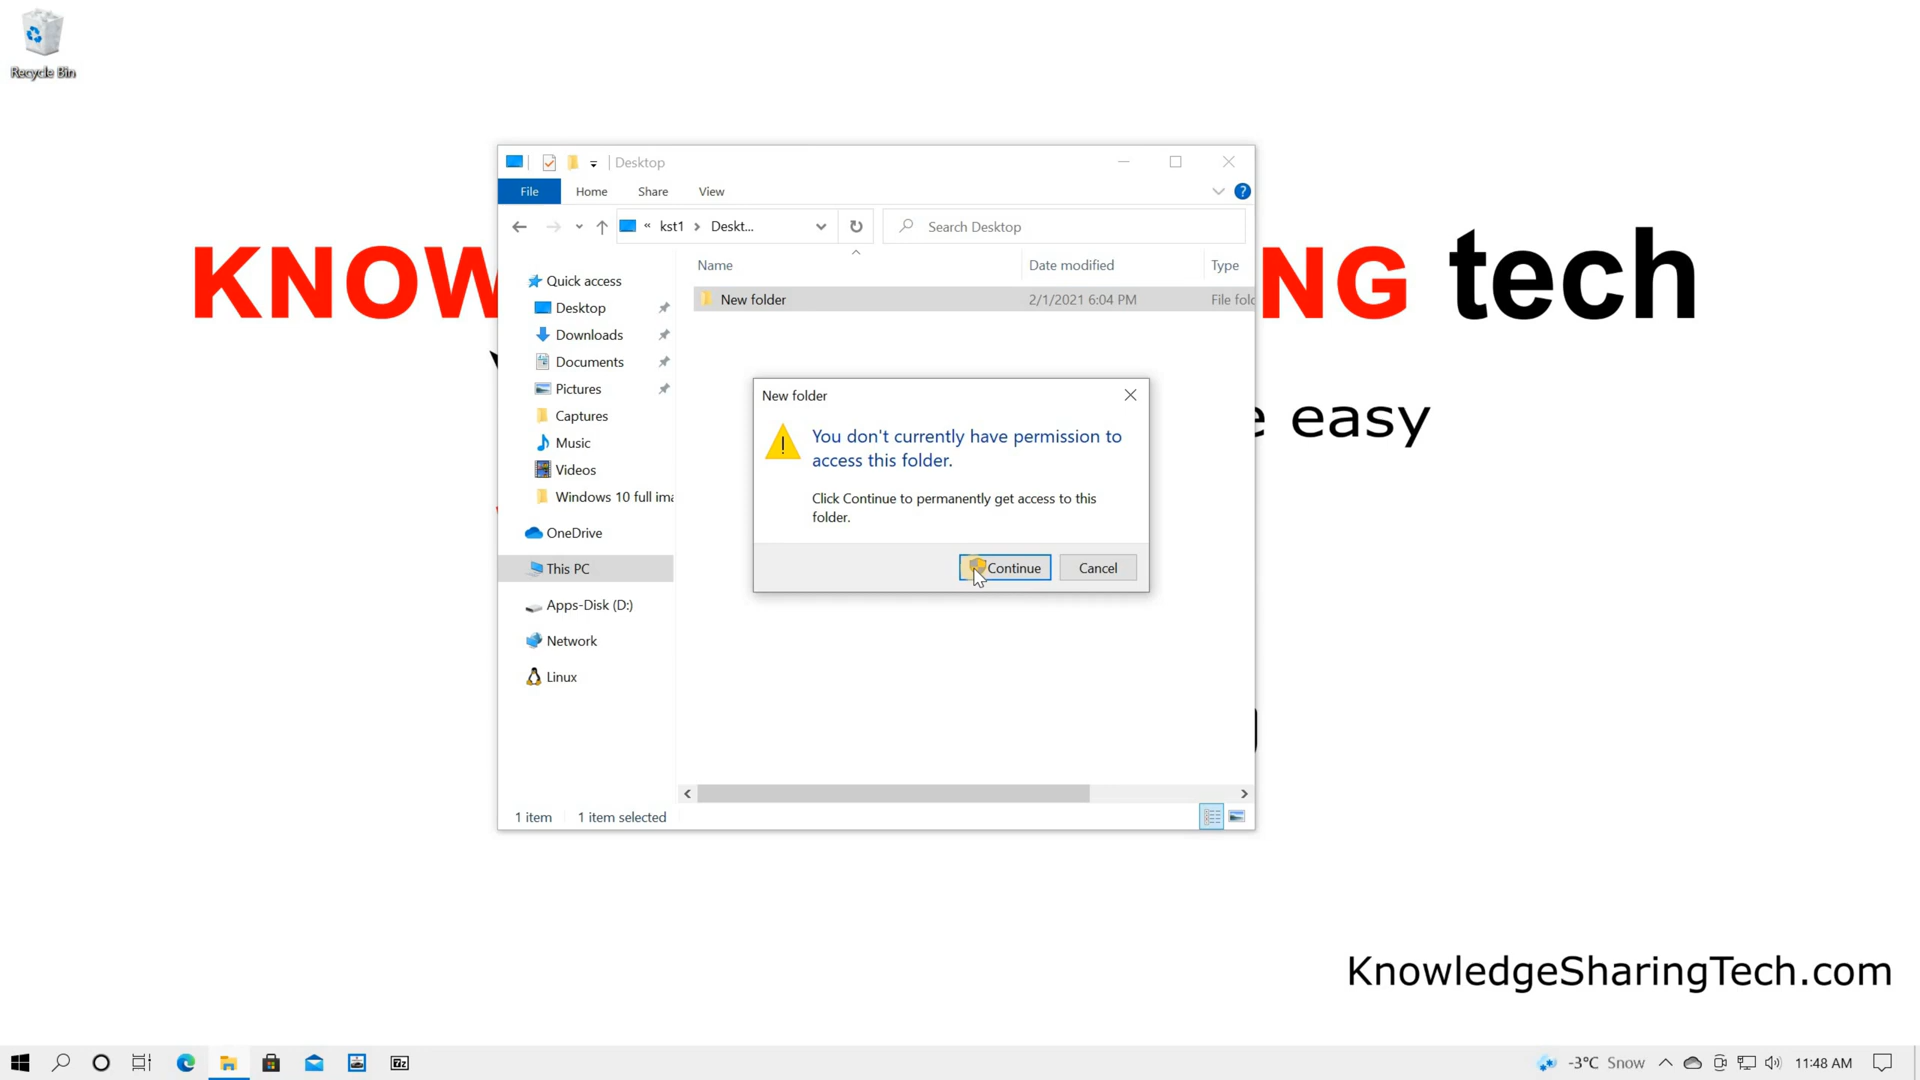 Recycle Bin
Desktop
File
Home
Share
View
«
kst1
Deskt...
Search Desktop
KNOW
NG tech
e easy
Name
Date modified
Type
New folder
2/1/2021 6:04 PM
File fold
Quick access
Desktop
Downloads
Documents
Pictures
Captures
Music
Videos
Windows 10 full ima
OneDrive
This PC
Apps-Disk (D:)
Network
Linux
New folder
You don't currently have permission to
access this folder.
Click Continue to permanently get access to this
folder.
Continue
Cancel
1 item
1 item selected
KnowledgeSharingTech.com
7z
-3°C Snow
11:48 AM